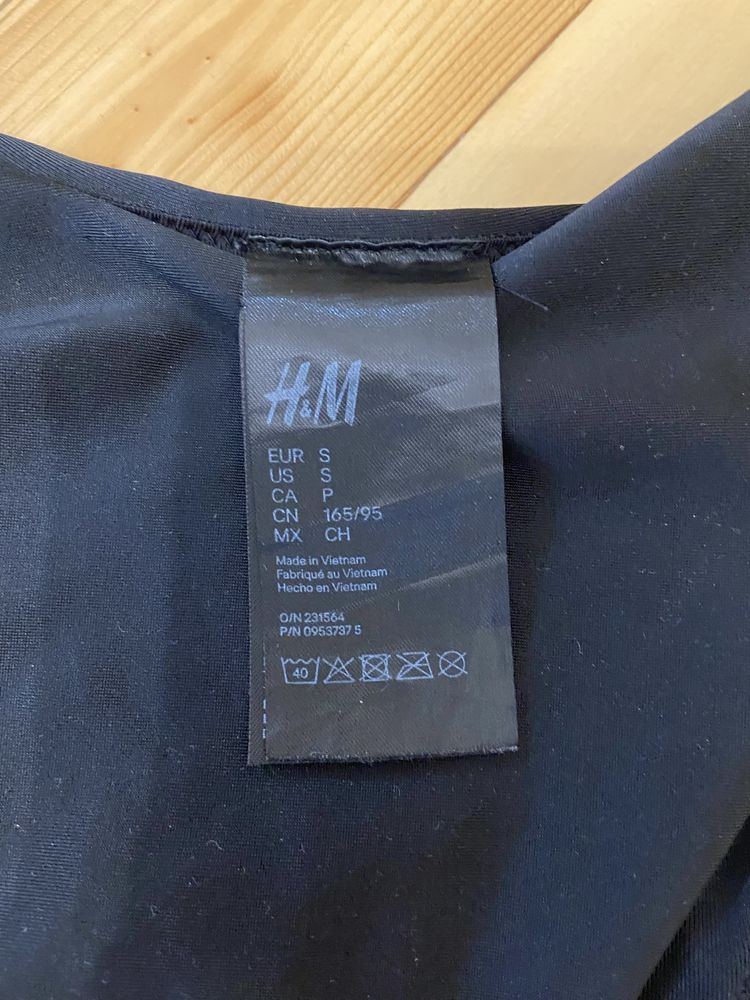 H&M
EUR S
US S
CA P
CN 165/95
MX CH
Made in Vietnam
Fabriqué au Vietnam
Hecho en Vietnam
O/N 231564
P/N 0953737 5
40